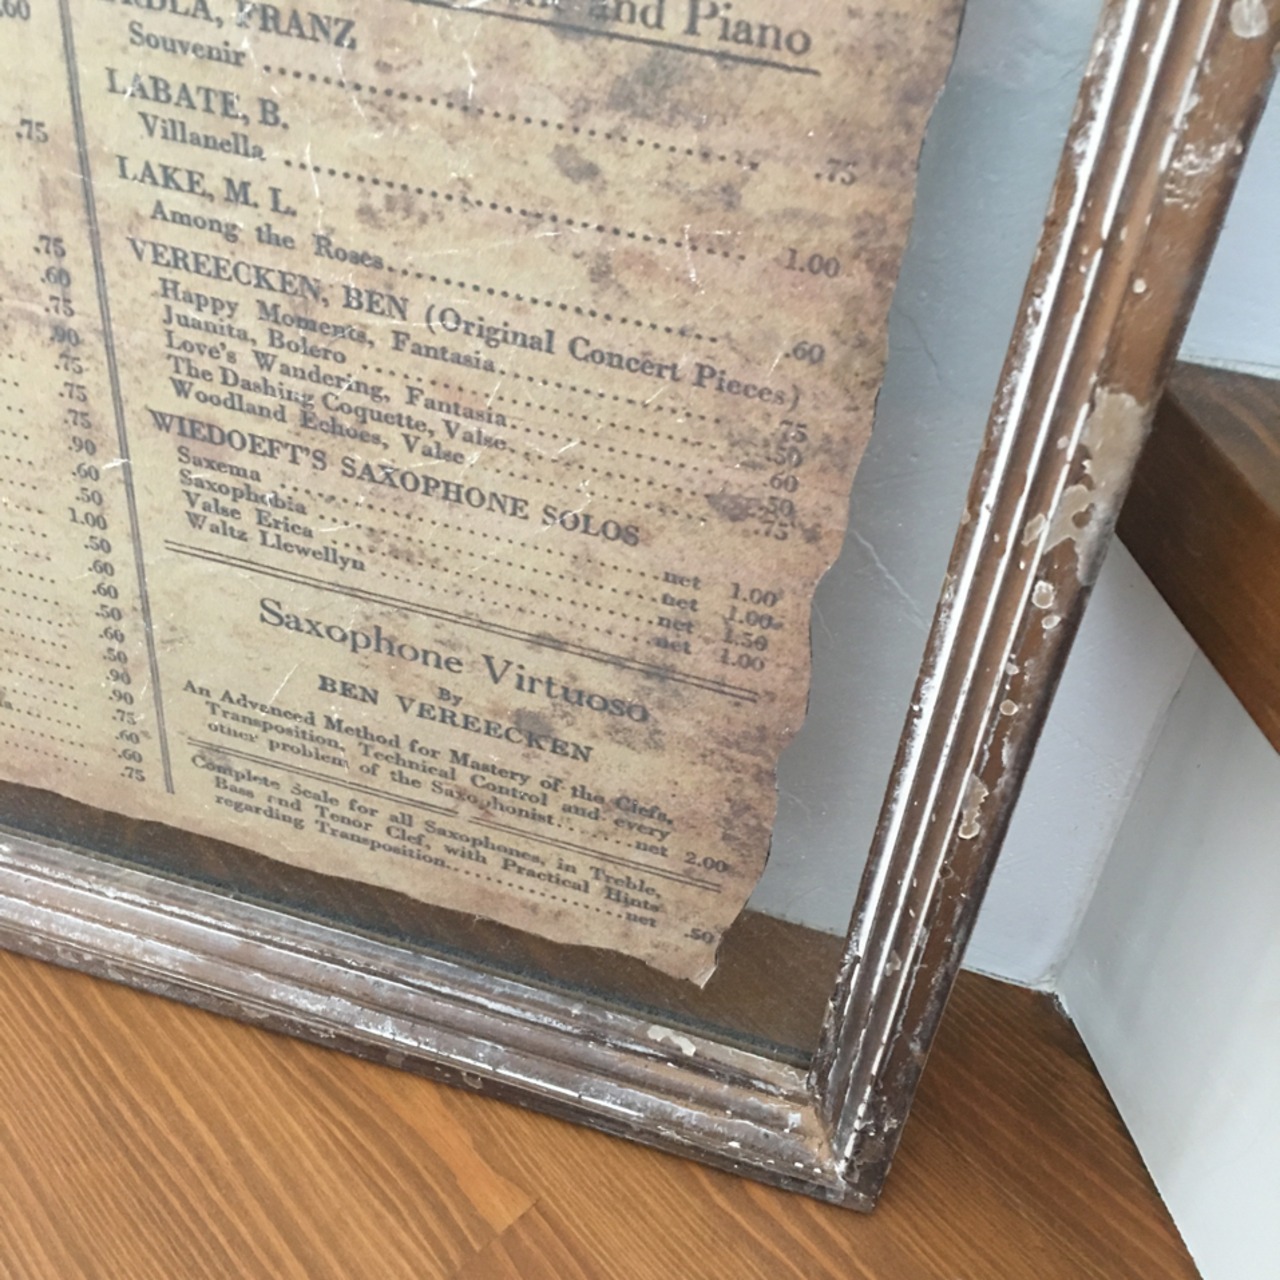 .60
.75
.75
.60
.75
.90
.75
.75
.75
.90
.60
.50
1.00
.50
.60
.60
.50
.60
.50
.90
.90
.75
.60
.60
.75
and Piano
FRANZ
Souvenir .75
LABATE, B.
Villanella 1.00
LAKE, M. L.
Among the Roses .60
VEREECKEN, BEN (Original Concert Pieces)
Happy Moments, Fantasia .75
Juanita, Bolero .50
Love's Wandering, Fantasia .60
The Dashing Coquette, Valse .50
Woodland Echoes, Valse .75
WIEDOEFT'S SAXOPHONE SOLOS
Saxema net 1.00
Saxophobia net 1.00
Valse Erica net 1.50
Waltz Llewellyn net 1.00
Saxophone Virtuoso
By
BEN VEREECKEN
An Advanced Method for Mastery of the Clefs,
Transposition, Technical Control and every
other problem of the Saxophonist net 2.00
Complete Scale for all Saxophones, in Treble,
Bass and Tenor Clef, with Practical Hints
regarding Transposition net .50